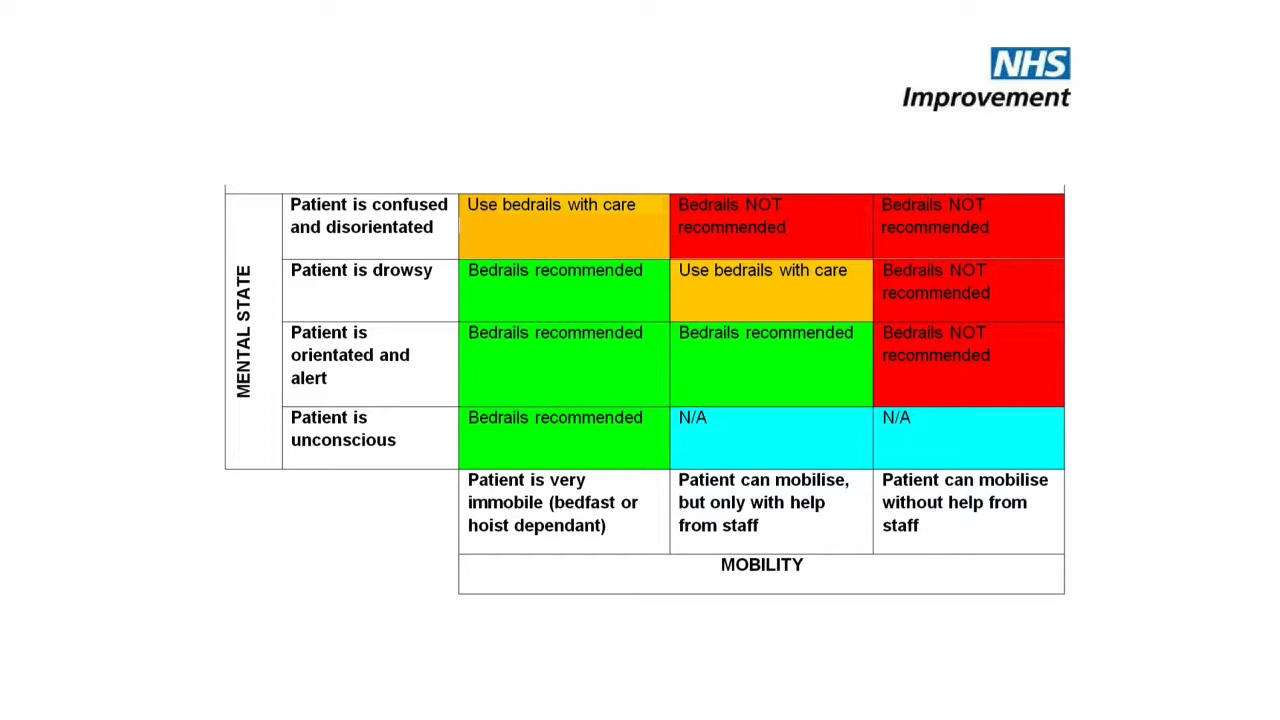 NHS
Improvement
MENTAL STATE
Patient is confused
and disorientated
Use bedrails with care
Bedrails NOT
recommended
Bedrails NOT
recommended
Patient is drowsy
Bedrails recommended
Use bedrails with care
Bedrails NOT
recommended
Patient is
orientated and
alert
Bedrails recommended
Bedrails recommended
Bedrails NOT
recommended
Patient is
unconscious
Bedrails recommended
N/A
N/A
Patient is very
immobile (bedfast or
hoist dependant)
Patient can mobilise,
but only with help
from staff
Patient can mobilise
without help from
staff
MOBILITY